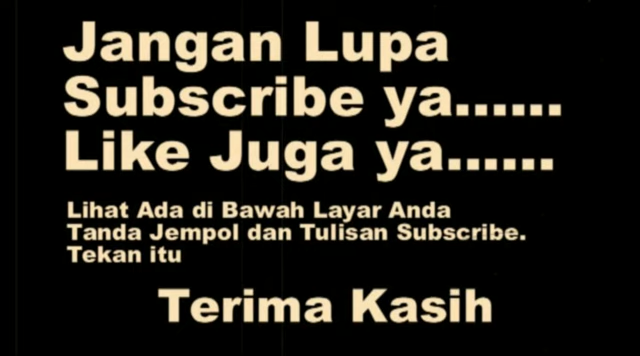 Jangan Lupa
Subscribe ya......
Like Juga ya......
Lihat Ada di Bawah Layar Anda
Tanda Jempol dan Tulisan Subscribe.
Tekan itu
Terima Kasih